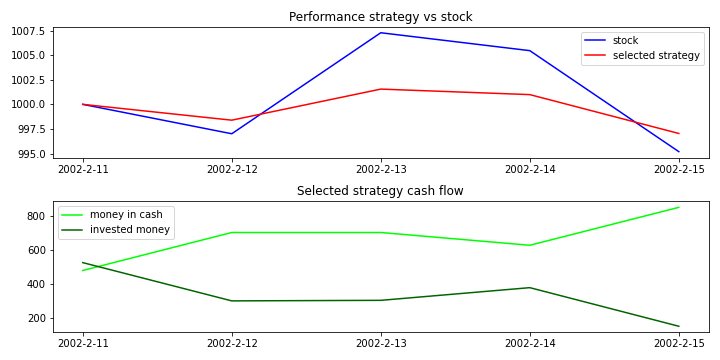 Performance strategy vs stock
1007.5
1005.0
1002.5
1000.0
997.5
995.0
stock
selected strategy
2002-2-11 2002-2-12 2002-2-13 2002-2-14 2002-2-15
Selected strategy cash flow
800
600
400
200
money in cash
invested money
2002-2-11 2002-2-12 2002-2-13 2002-2-14 2002-2-15